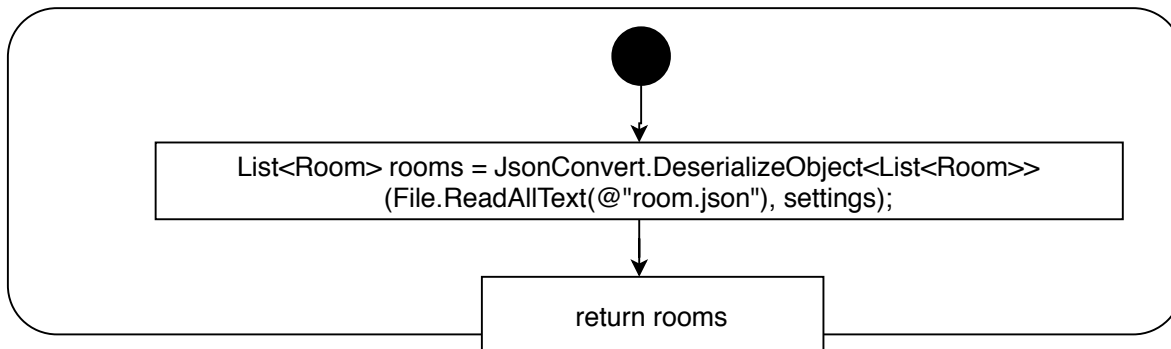 List<Room> rooms = JsonConvert.DeserializeObject<List<Room>>
(File.ReadAllText(@"room.json"), settings);
return rooms